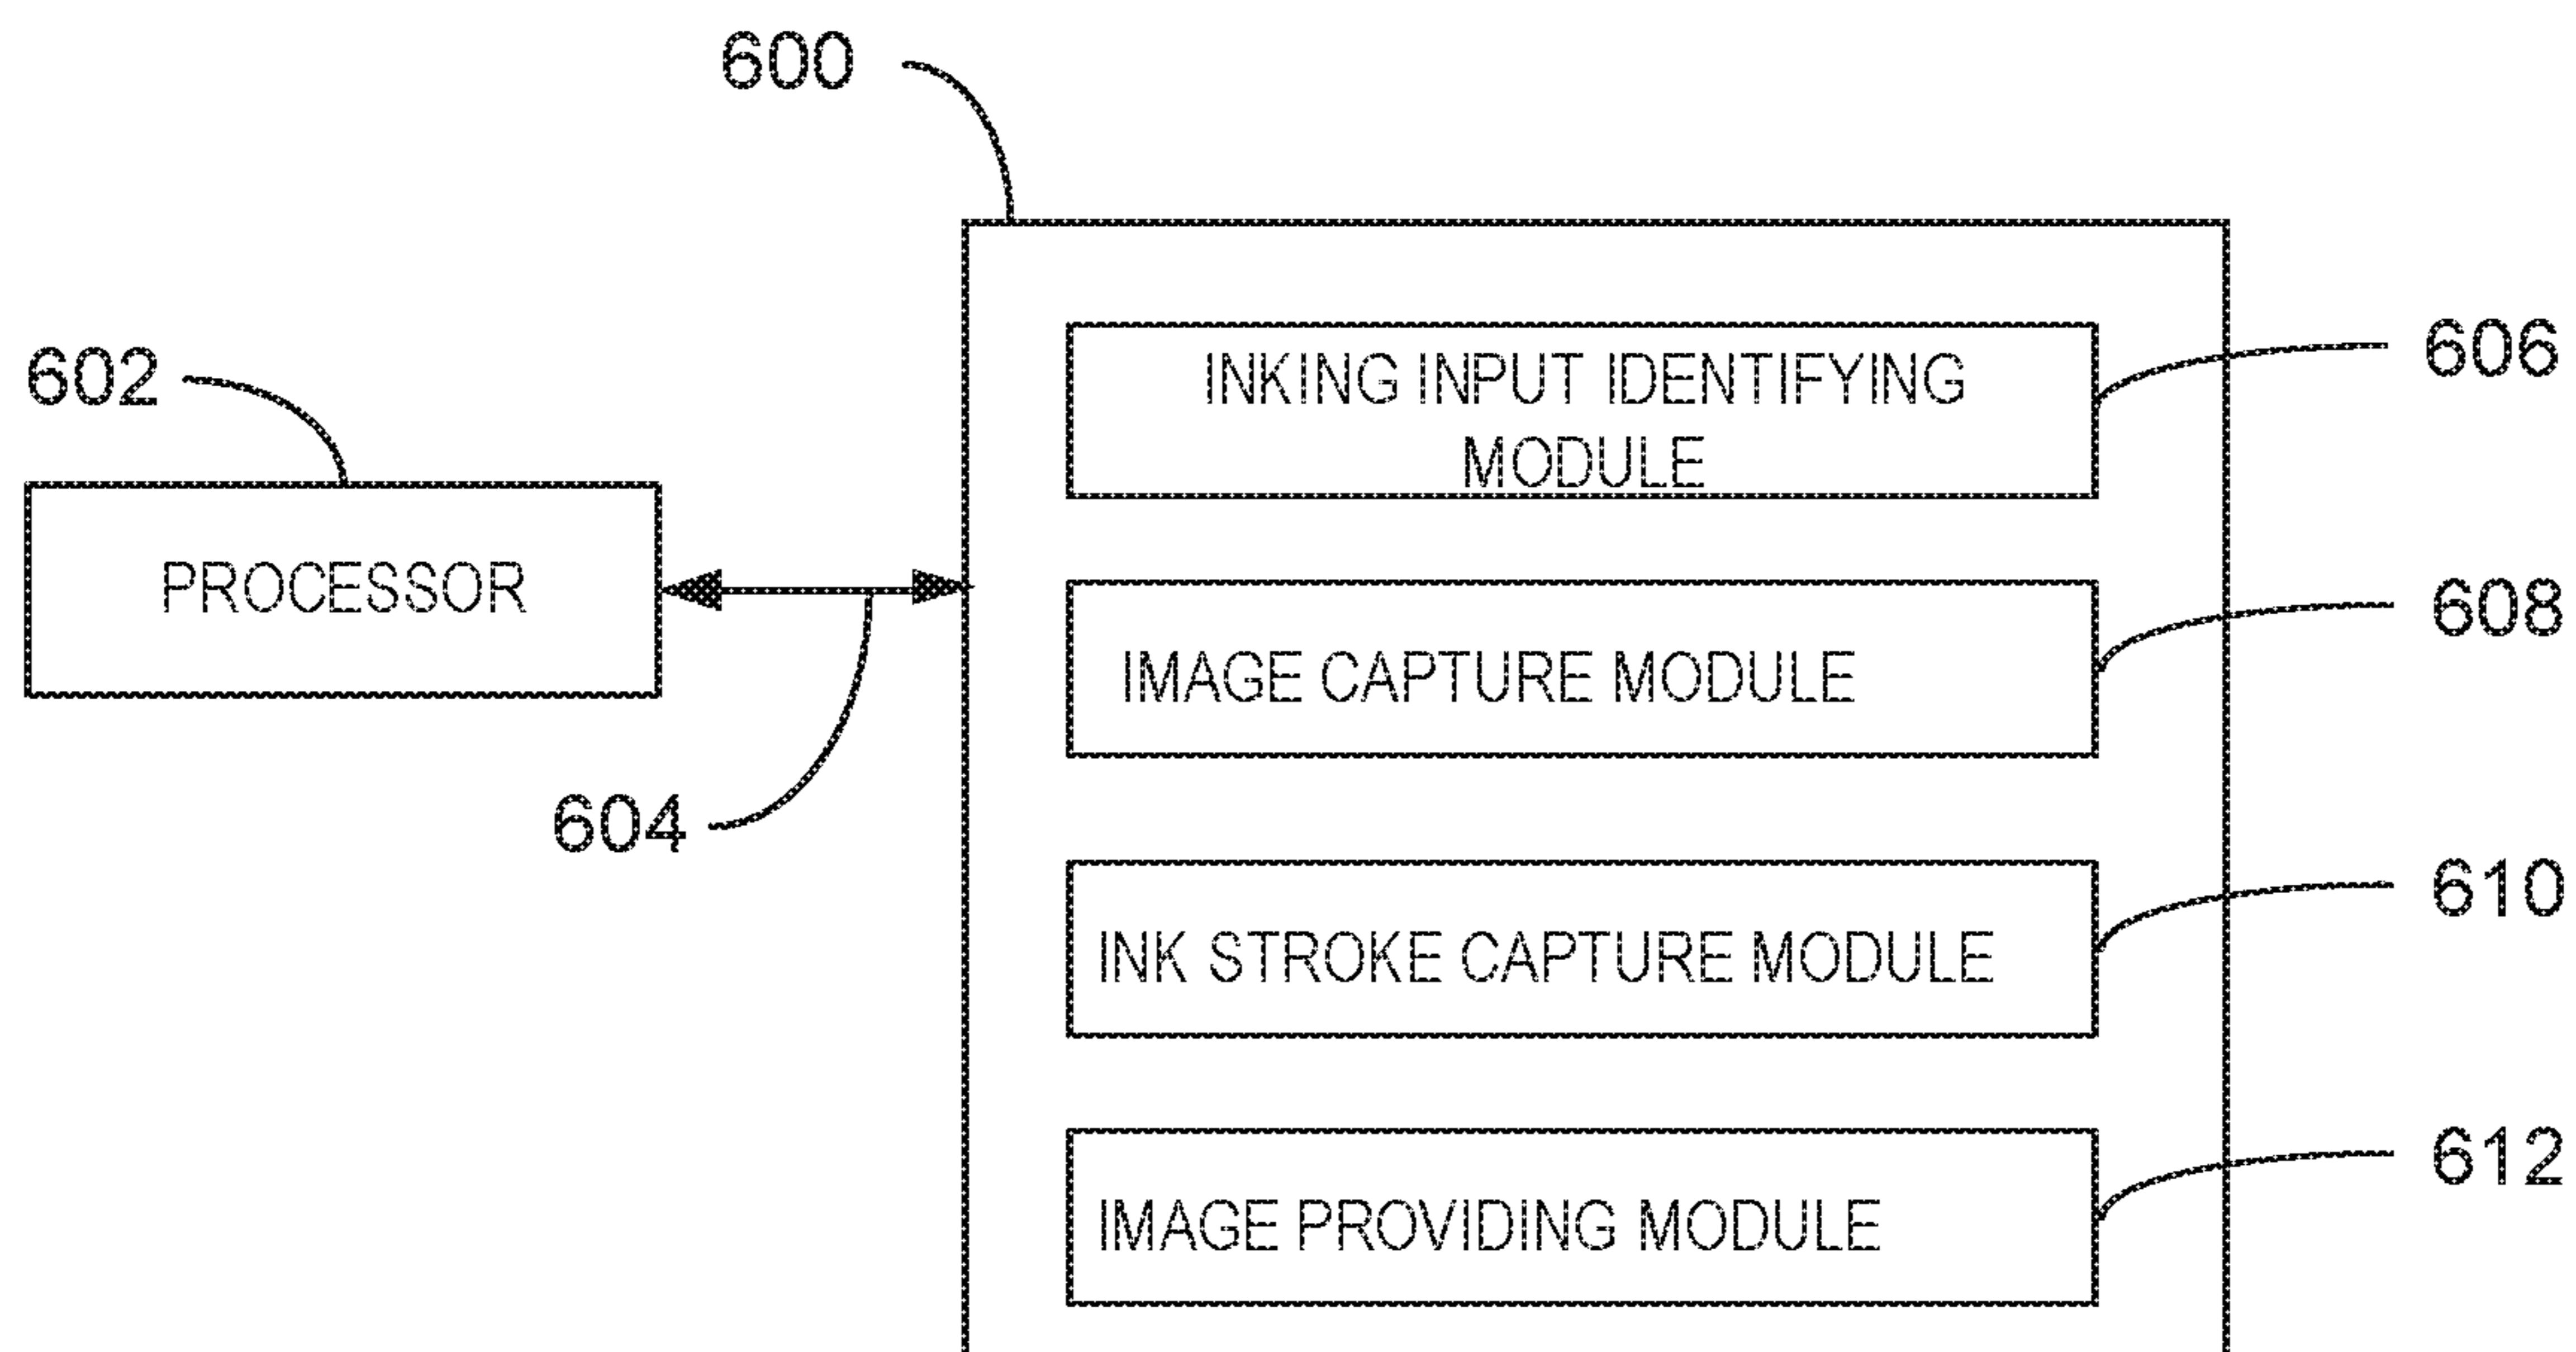 600
602
606
INKING INPUT IDENTIFYING
MODULE
PROCESSOR
608
IMAGE CAPTURE MODULE
604
610
INK STROKE CAPTURE MODULE
612
IMAGE PROVIDING MODULE